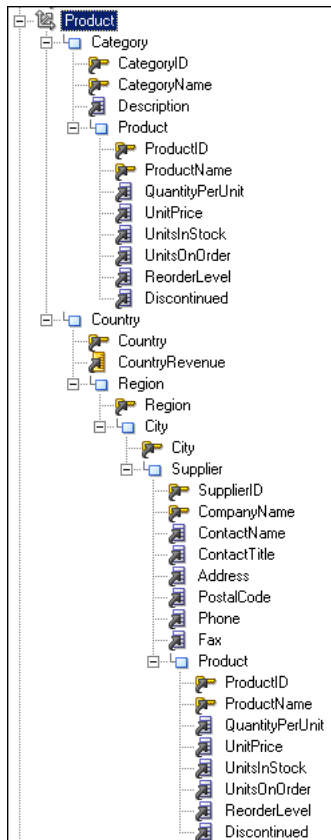 Product
Category
CategoryID
CategoryName
Description
Product
ProductID
ProductName
QuantityPerUnit
UnitPrice
UnitsInStock
UnitsOnOrder
ReorderLevel
Discontinued
Country
Country
CountryRevenue
Region
Region
City
City
Supplier
SupplierID
CompanyName
ContactName
ContactTitle
Address
PostalCode
Phone
Fax
Product
ProductID
ProductName
QuantityPerUnit
UnitPrice
UnitsInStock
UnitsOnOrder
ReorderLevel
Discontinued